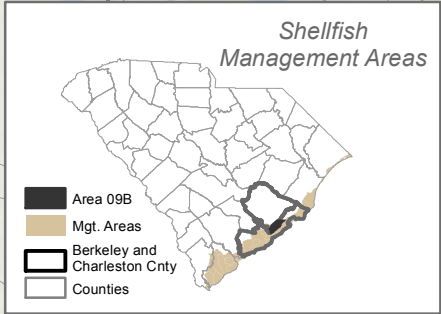 Shellfish
Management Areas
Area 09B
Mgt. Areas
Berkeley and
Charleston Cnty
Counties